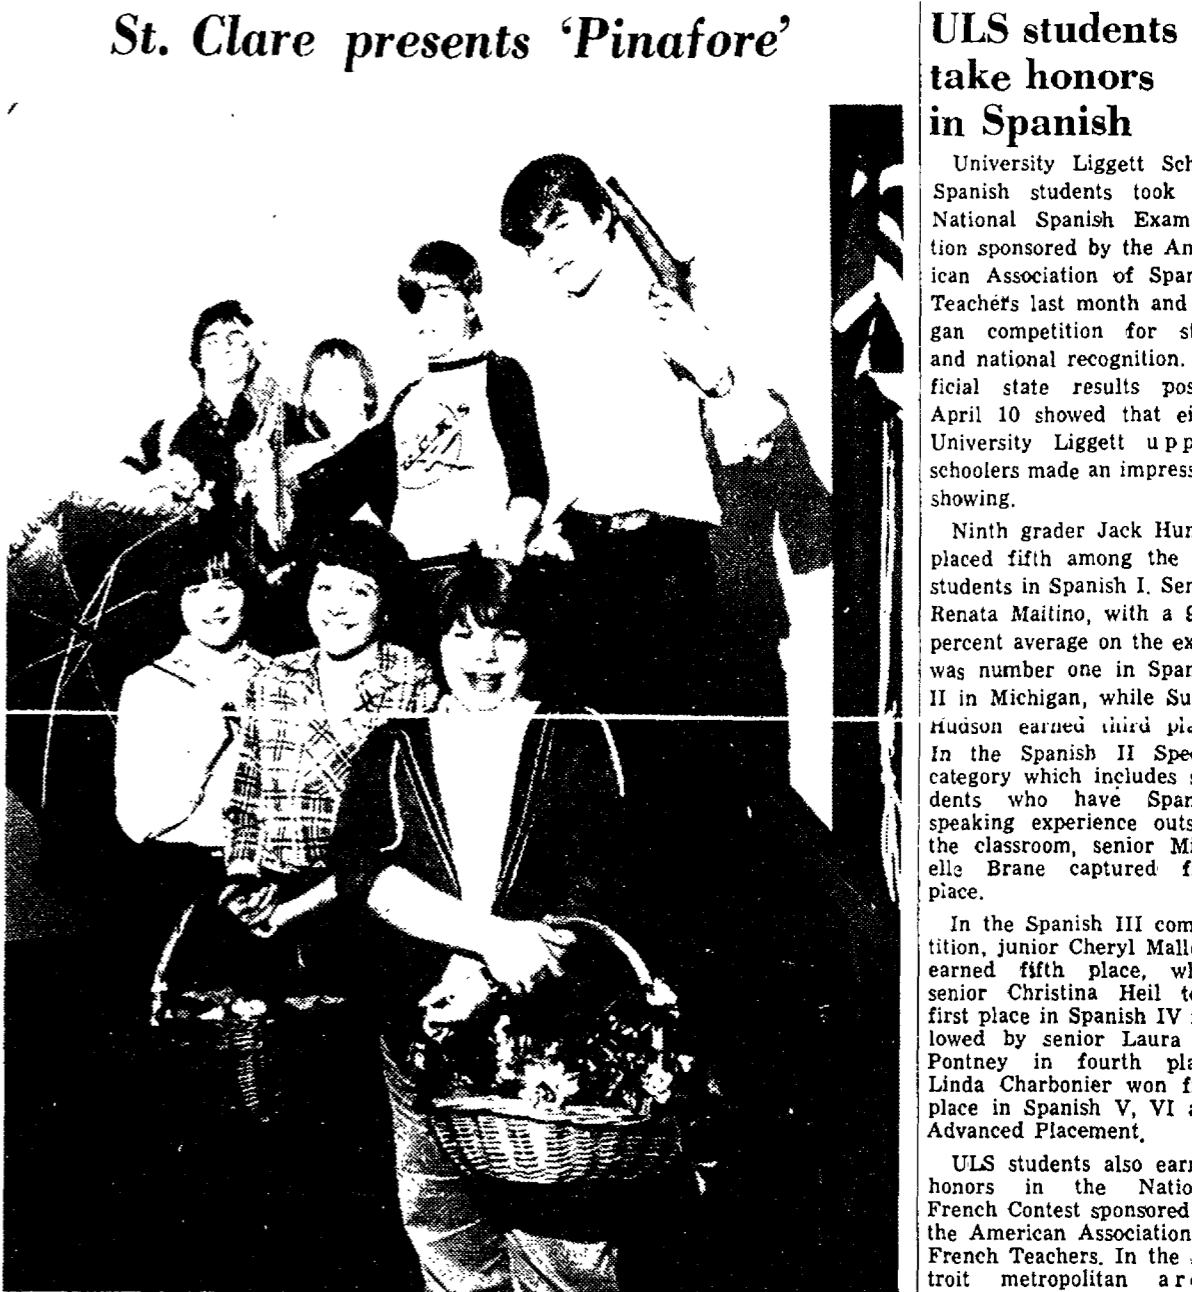 St. Clare presents ‘Pinafore’
ULS students
take honors
in Spanish
University Liggett Sch
Spanish students took
National Spanish Exam
tion sponsored by the Am
ican Association of Span
Teachers last month and
gan competition for st
and national recognition.
ficial state results pos
April 10 showed that ei
University Liggett upp
schoolers made an impress
showing.
Ninth grader Jack Hun
placed fifth among the
students in Spanish I. Sen
Renata Maitino, with a 9
percent average on the ex
was number one in Span
II in Michigan, while Su
Hudson earned third pla
In the Spanish II Spec
category which includes s
dents who have Span
speaking experience outs
the classroom, senior Mi
elle Brane captured f
place.
In the Spanish III com
tition, junior Cheryl Mall
earned fifth place, wh
senior Christina Heil t
first place in Spanish IV
lowed by senior Laura
Pontney in fourth pla
Linda Charbonier won f
place in Spanish V, VI a
Advanced Placement.
ULS students also earn
honors in the Natio
French Contest sponsored
the American Association
French Teachers. In the
troit metropolitan are